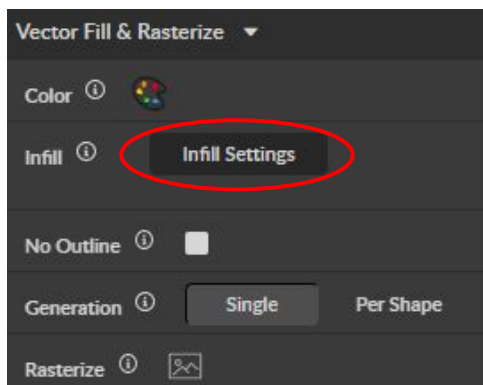 Vector Fill & Rasterize
Color
Infill Infill Settings
No Outline
Generation Single Per Shape
Rasterize